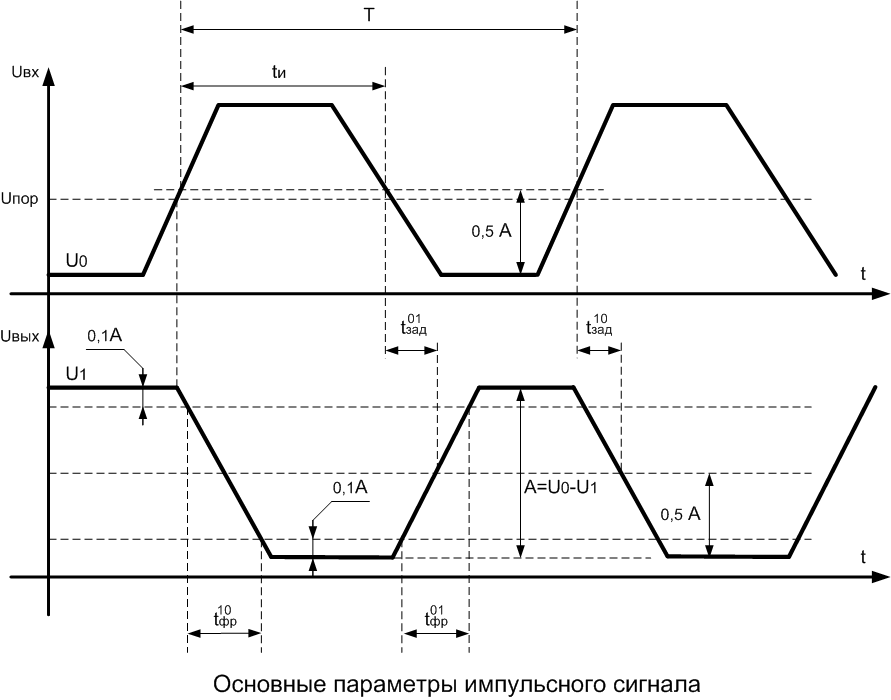 T
tи
Uвх
Uпор
0,5 A
U0
t
Uвых
0,1A
t01зад
t10зад
U1
A=U0-U1
0,1A
0,5 A
t
t10фр
t01фр
Основные параметры импульсного сигнала